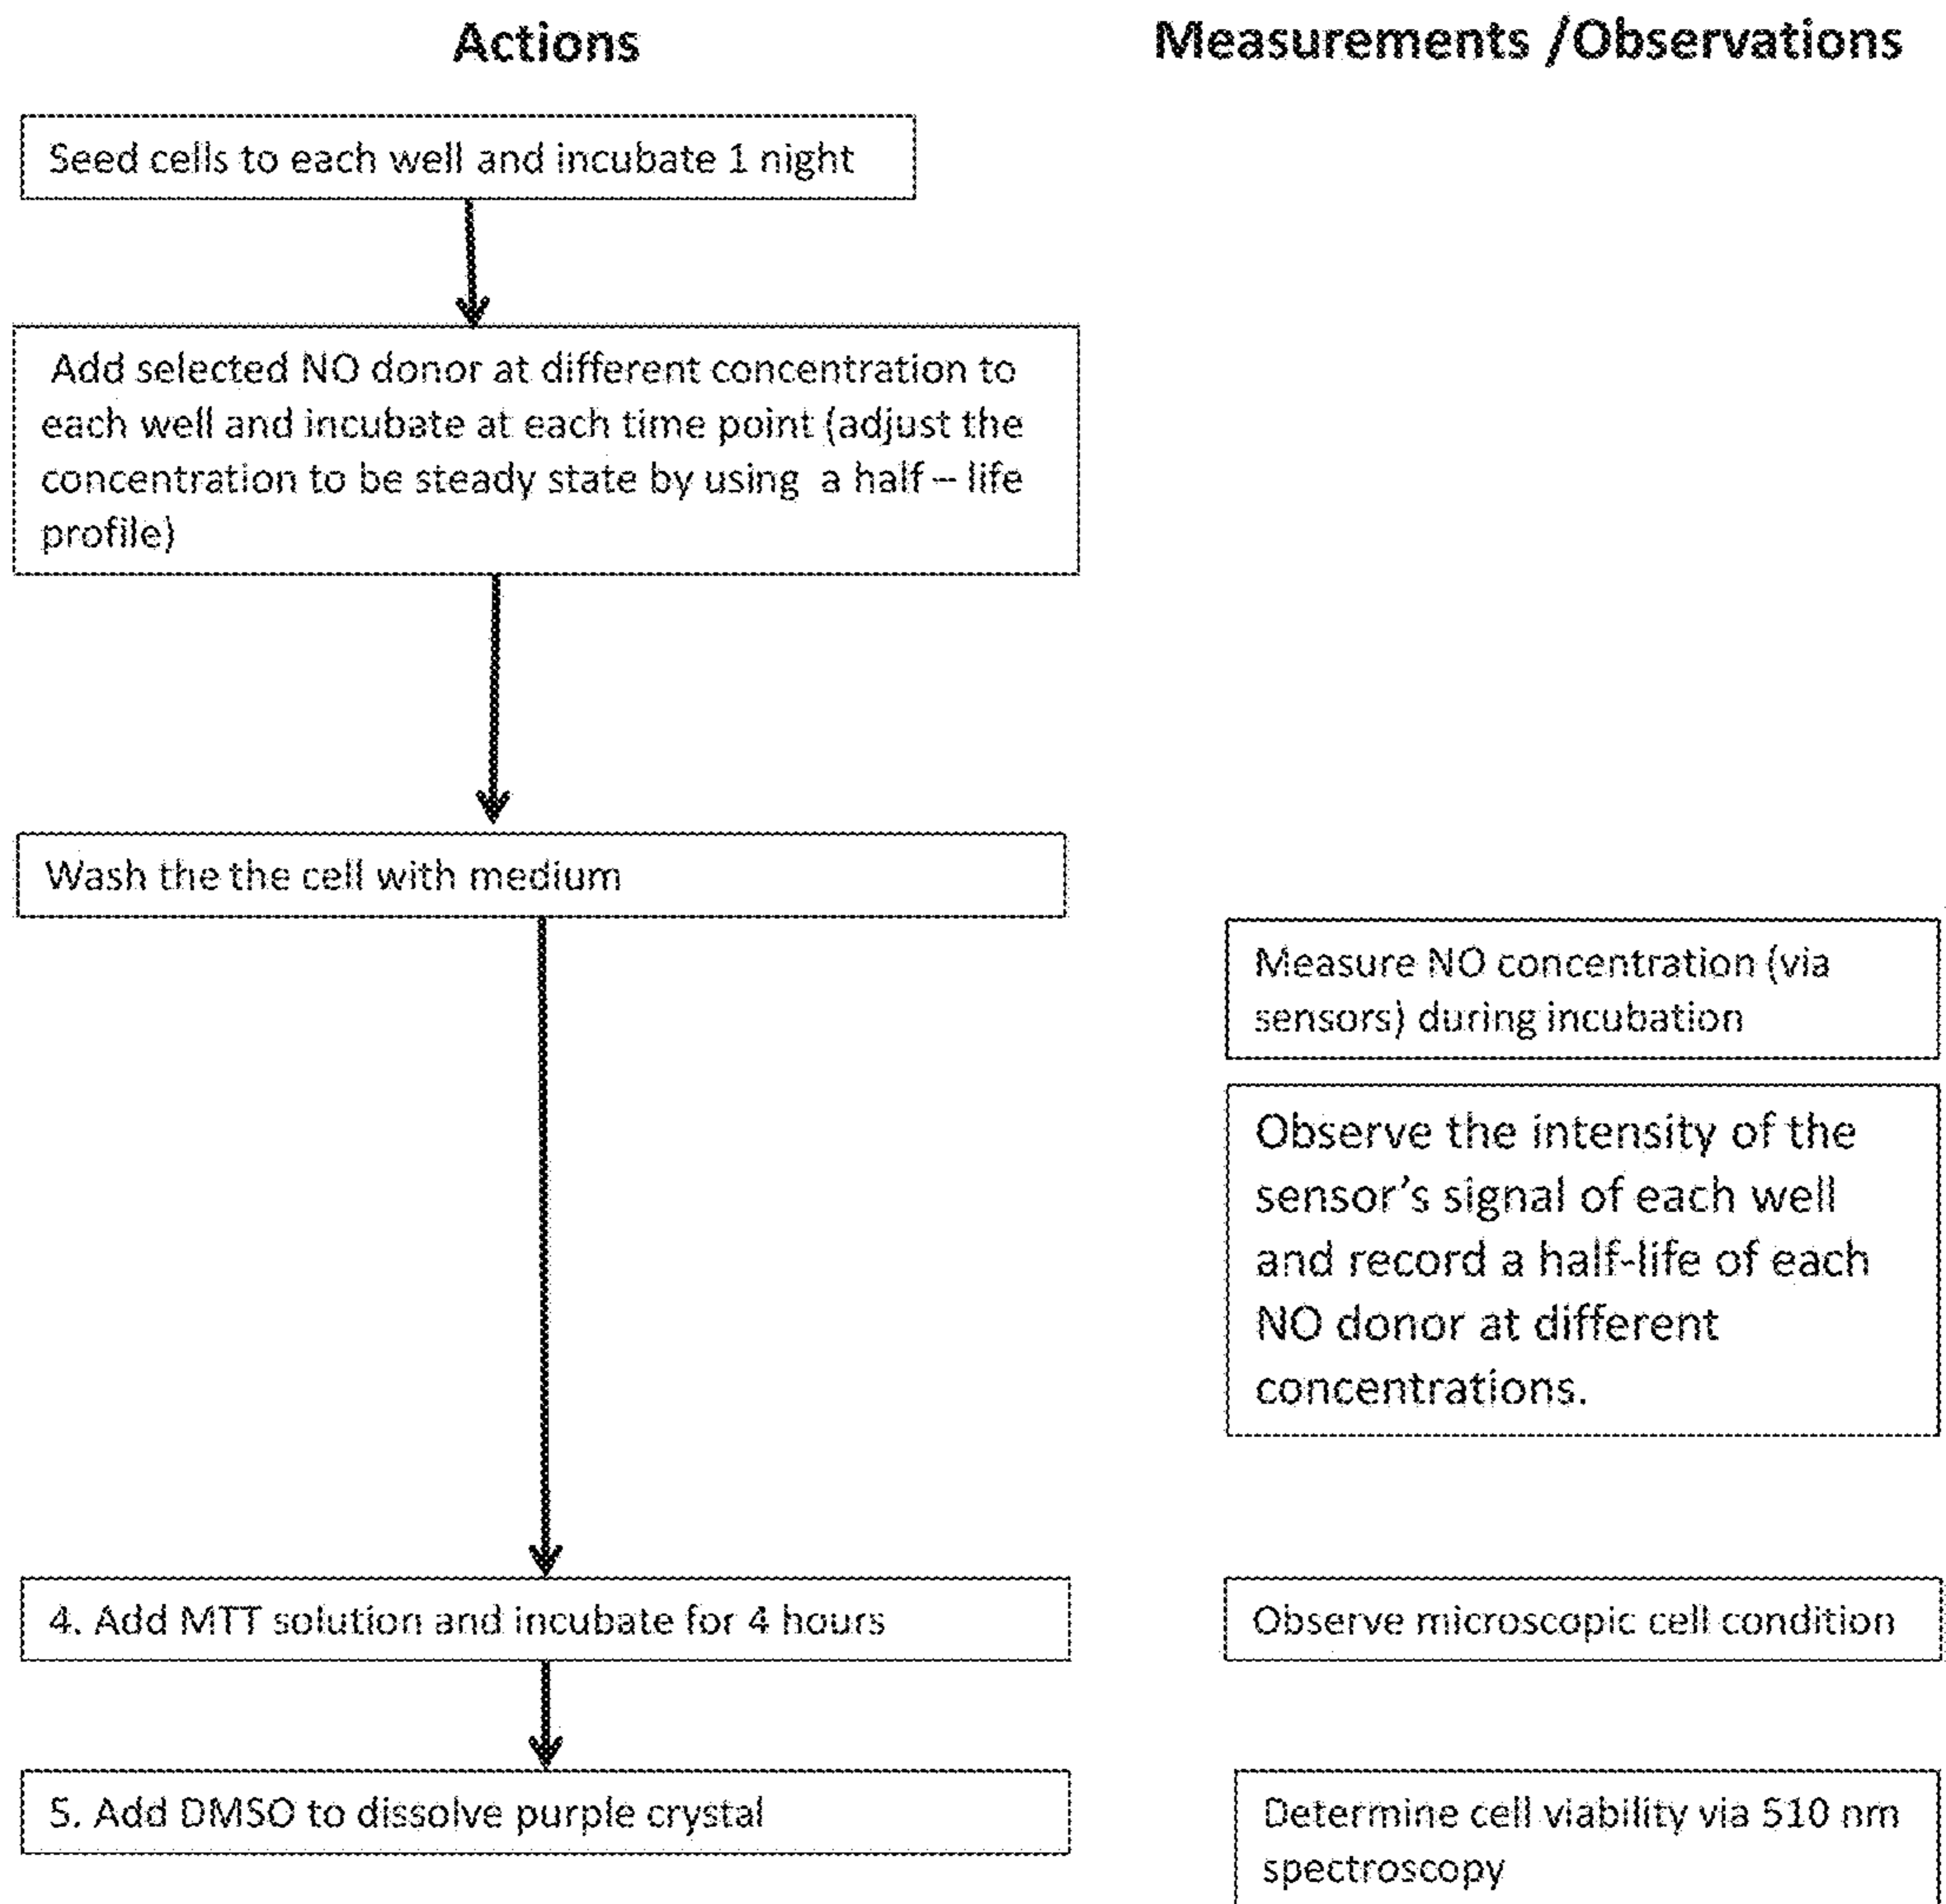 Actions
Measurements /Observations
Seed cells to each well and incubate 1 night
Add selected NO donor at different concentration to
each well and incubate at each time point (adjust the
concentration to be steady state by using a half – life
profile)
Wash the the cell with medium
Measure NO concentration (via
sensors) during incubation
Observe the intensity of the
sensor's signal of each well
and record a half-life of each
NO donor at different
concentrations.
4. Add MTT solution and incubate for 4 hours
Observe microscopic cell condition
5. Add DMSO to dissolve purple crystal
Determine cell viability via 510 nm
spectroscopy